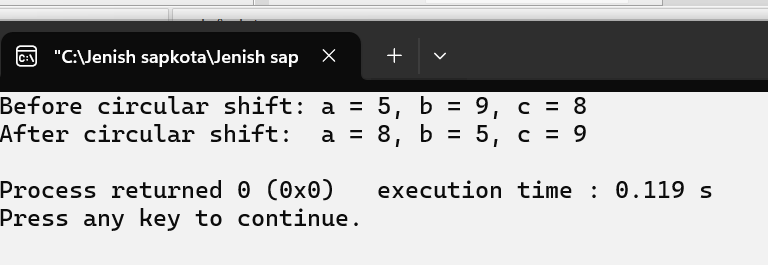 "C:\Jenish sapkota\Jenish sap
Before circular shift: a = 5, b = 9, c = 8
After circular shift:  a = 8, b = 5, c = 9
Process returned 0 (0x0)   execution time : 0.119 s
Press any key to continue.